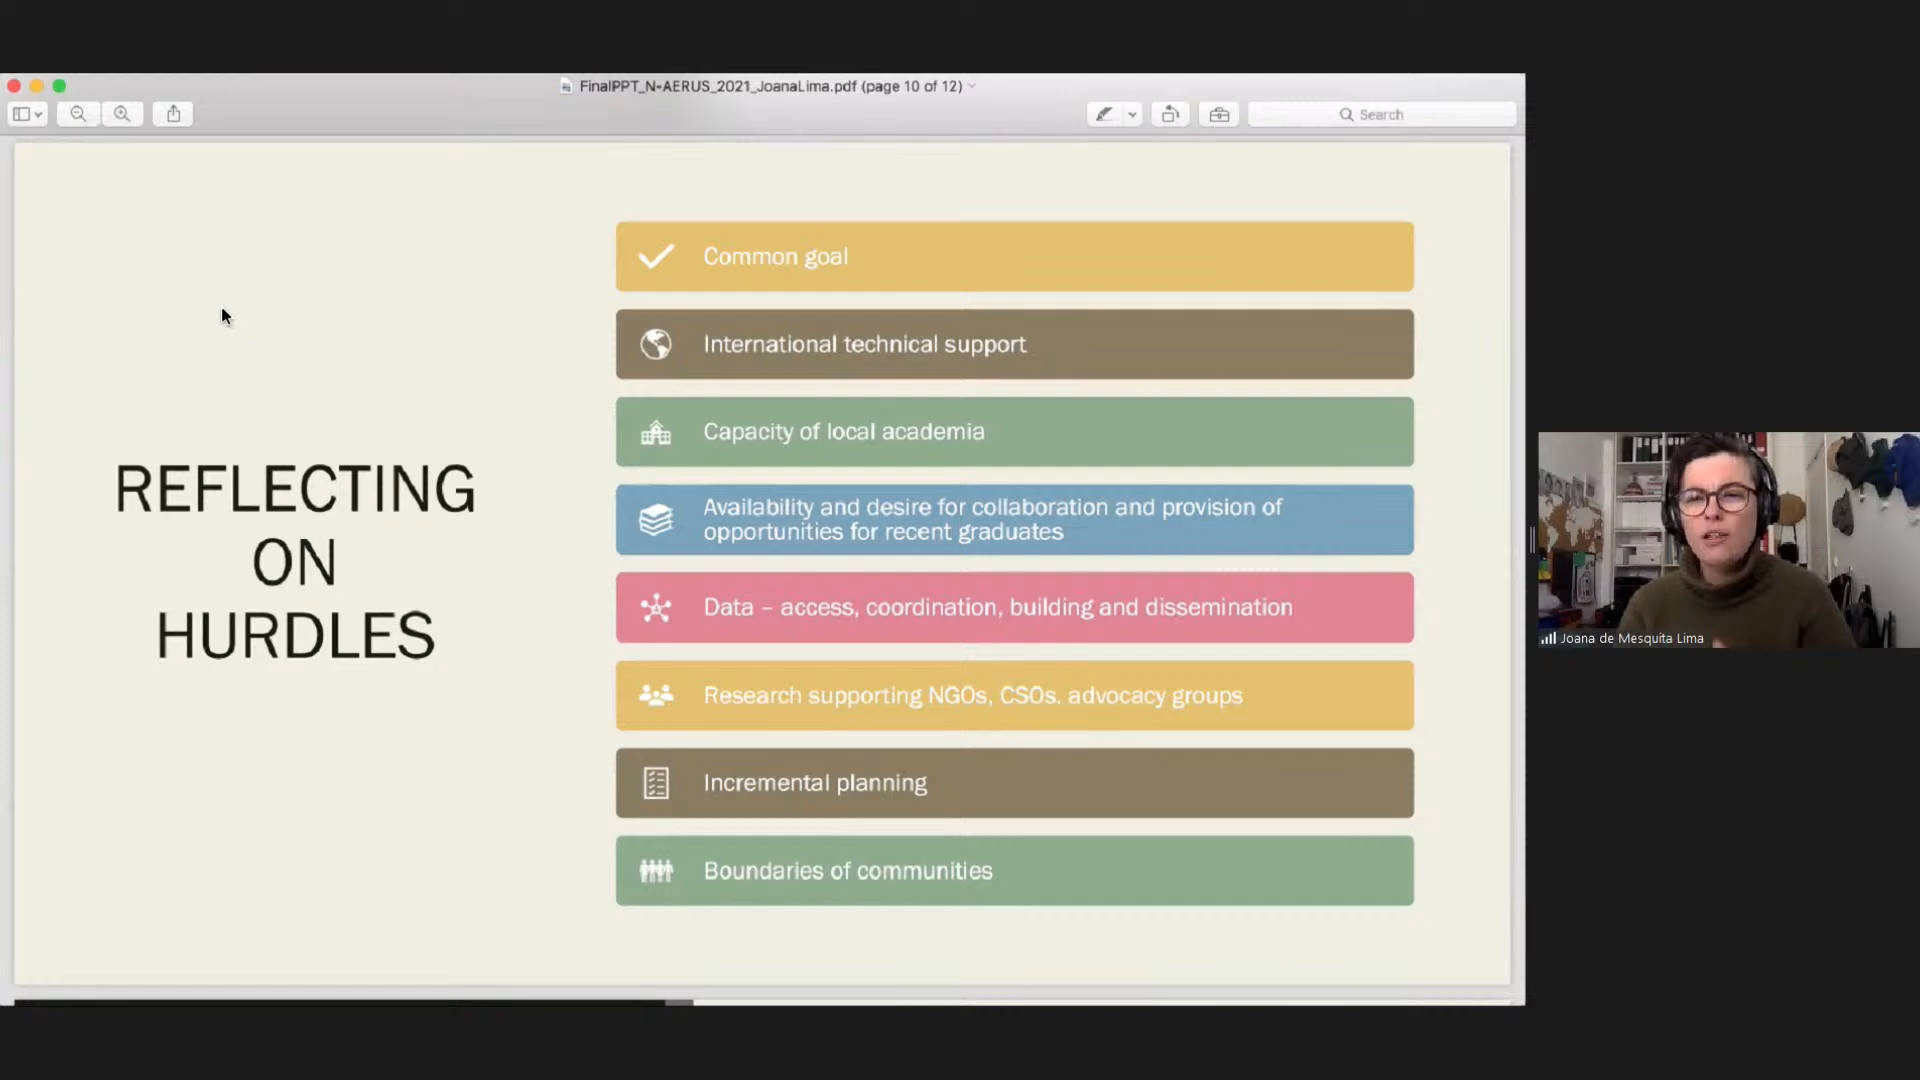 FinalPPT_N-AERUS_2021_JoanaLima.pdf (page 10 of 12)
Search
REFLECTING
ON
HURDLES
Common goal
International technical support
Capacity of local academia
Availability and desire for collaboration and provision of
opportunities for recent graduates
Data – access, coordination, building and dissemination
Research supporting NGOs, CSOs. advocacy groups
Incremental planning
Boundaries of communities
Joana de Mesquita Lima